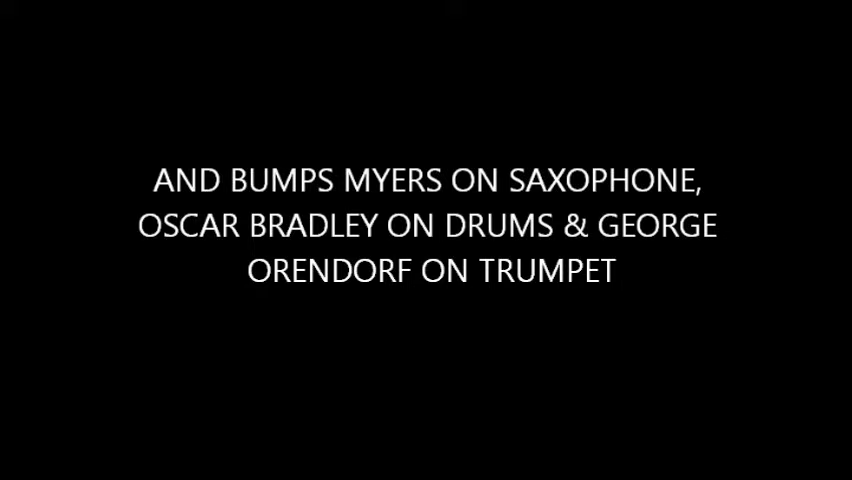 AND BUMPS MYERS ON SAXOPHONE,
OSCAR BRADLEY ON DRUMS & GEORGE
ORENDORF ON TRUMPET